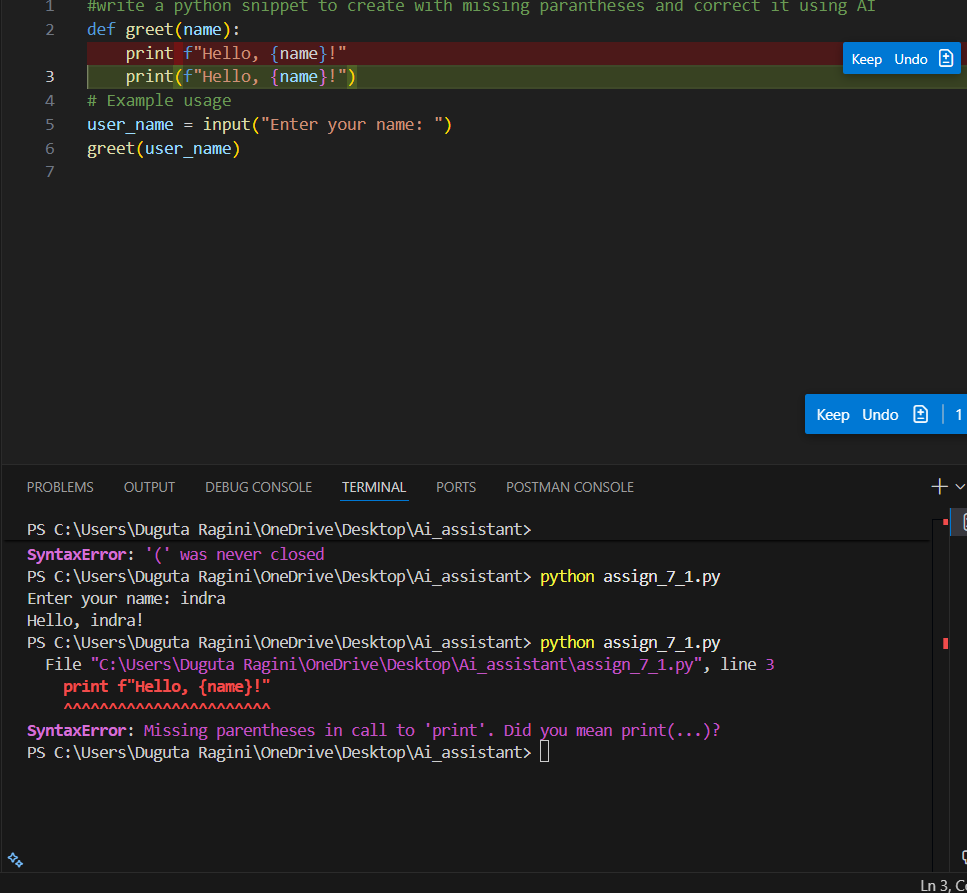 1 #write a python snippet to create with missing parantheses and correct it using AI
2 def greet(name):
print f"Hello, {name}!"
Keep Undo
3 print(f"Hello, {name}!")
4 # Example usage
5 user_name = input("Enter your name: ")
6 greet(user_name)
7
Keep Undo 1
PROBLEMS OUTPUT DEBUG CONSOLE TERMINAL PORTS POSTMAN CONSOLE
PS C:\Users\Duguta Ragini\OneDrive\Desktop\Ai_assistant>
SyntaxError: '(' was never closed
PS C:\Users\Duguta Ragini\OneDrive\Desktop\Ai_assistant> python assign_7_1.py
Enter your name: indra
Hello, indra!
PS C:\Users\Duguta Ragini\OneDrive\Desktop\Ai_assistant> python assign_7_1.py
File "C:\Users\Duguta Ragini\OneDrive\Desktop\Ai_assistant\assign_7_1.py", line 3
print f"Hello, {name}!"
^^^^^^^^^^^^^^^^^^^^^^^
SyntaxError: Missing parentheses in call to 'print'. Did you mean print(...)?
PS C:\Users\Duguta Ragini\OneDrive\Desktop\Ai_assistant>
Ln 3,